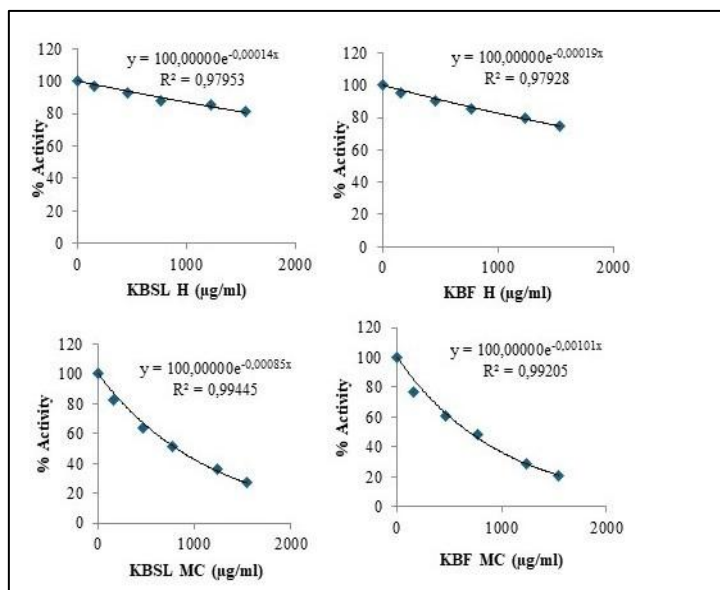 y = 100,00000e-0,00014x
R² = 0,97953
120
100
80
60
40
20
0
% Activity
0
1000
2000
KBSL H (µg/ml)
y = 100,00000e-0,00019x
R² = 0,97928
120
100
80
60
40
20
0
% Activity
0
1000
2000
KBF H (µg/ml)
y = 100,00000e-0,00085x
R² = 0,99445
120
100
80
60
40
20
0
% Activity
0
1000
2000
KBSL MC (µg/ml)
y = 100,00000e-0,00101x
R² = 0,99205
120
100
80
60
40
20
0
% Activity
0
1000
2000
KBF MC (µg/ml)